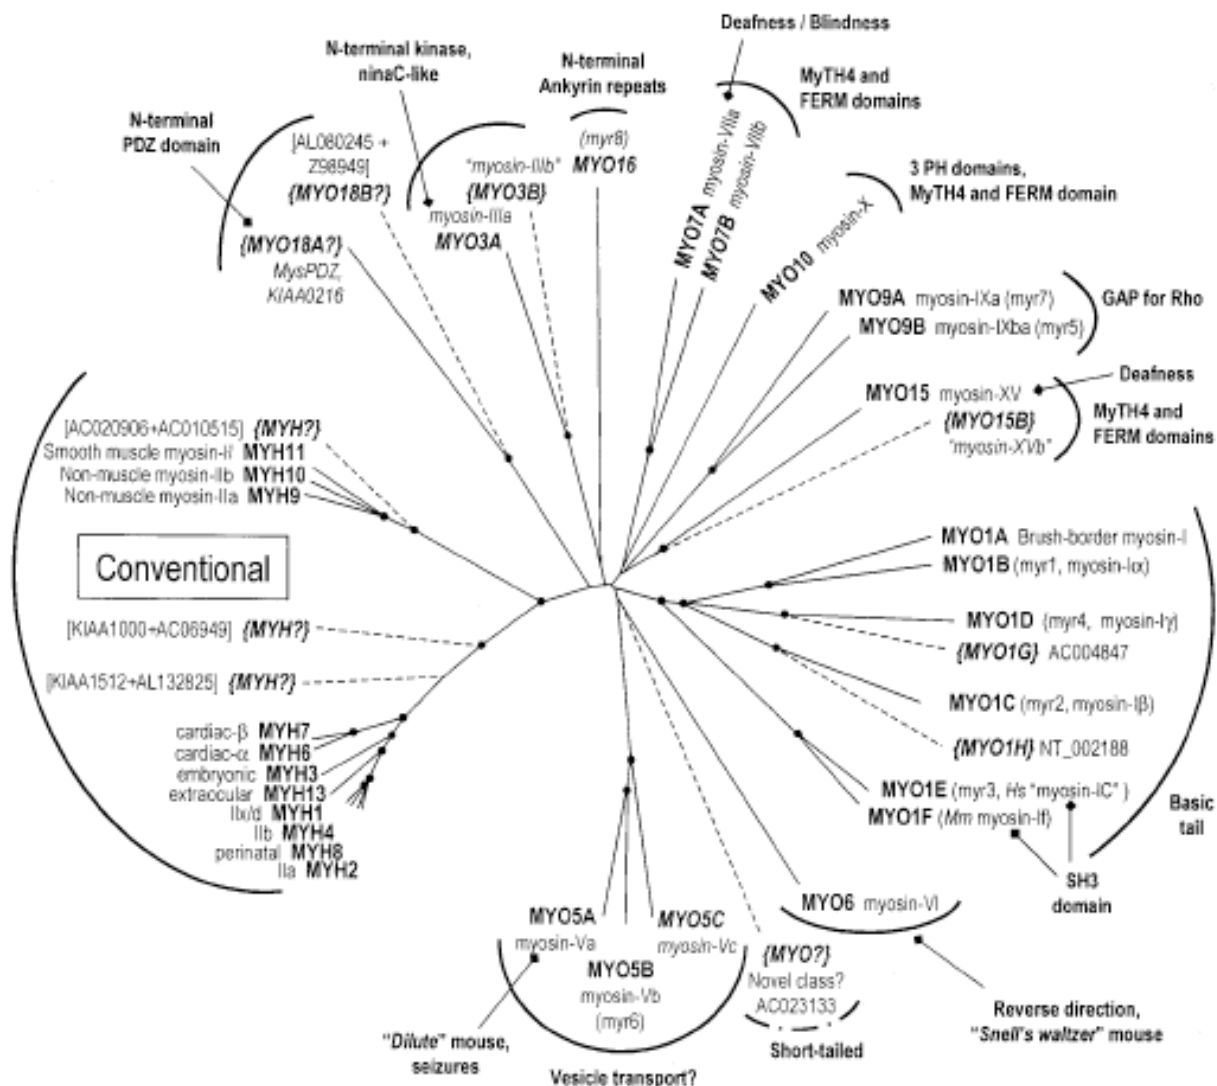 Deafness / Blindness
N-terminal kinase,
ninaC-like
N-terminal
Ankyrin repeats
MyTH4 and
FERM domains
N-terminal
PDZ domain
[AL080245 +
Z98949]
{MYO18B?}
"myosin-IIIb"
{MYO3B}
myosin-IIIa
MYO3A
(myr8)
MYO16
MYO7A myosin-VIIa
MYO7B myosin-VIIb
3 PH domains,
MyTH4 and FERM domain
MYO10 myosin-X
{MYO18A?}
MysPDZ,
KIAA0216
MYO9A myosin-IXa (myr7)
MYO9B myosin-IXba (myr5)
GAP for Rho
Deafness
MYO15 myosin-XV
{MYO15B}
"myosin-XVb"
MyTH4 and
FERM domains
[AC020906+AC010515] {MYH?}
Smooth muscle myosin-II MYH11
Non-muscle myosin-IIb MYH10
Non-muscle myosin-IIa MYH9
Conventional
[KIAA1000+AC06949] {MYH?}
[KIAA1512+AL132825] {MYH?}
cardiac-β MYH7
cardiac-α MYH6
embryonic MYH3
extraocular MYH13
IIx/d MYH1
IIb MYH4
perinatal MYH8
IIa MYH2
MYO1A Brush-border myosin-I
MYO1B (myr1, myosin-Iα)
MYO1D (myr4, myosin-Iγ)
{MYO1G} AC004847
MYO1C (myr2, myosin-Iβ)
{MYO1H} NT_002188
MYO1E (myr3, Hs "myosin-IC" )
MYO1F (Mm myosin-If)
Basic
tail
SH3
domain
MYO6 myosin-VI
Reverse direction,
"Snell's waltzer" mouse
MYO5A
myosin-Va
MYO5B
myosin-Vb
(myr6)
MYO5C
myosin-Vc
{MYO?}
Novel class?
AC023133
Short-tailed
"Dilute" mouse,
seizures
Vesicle transport?